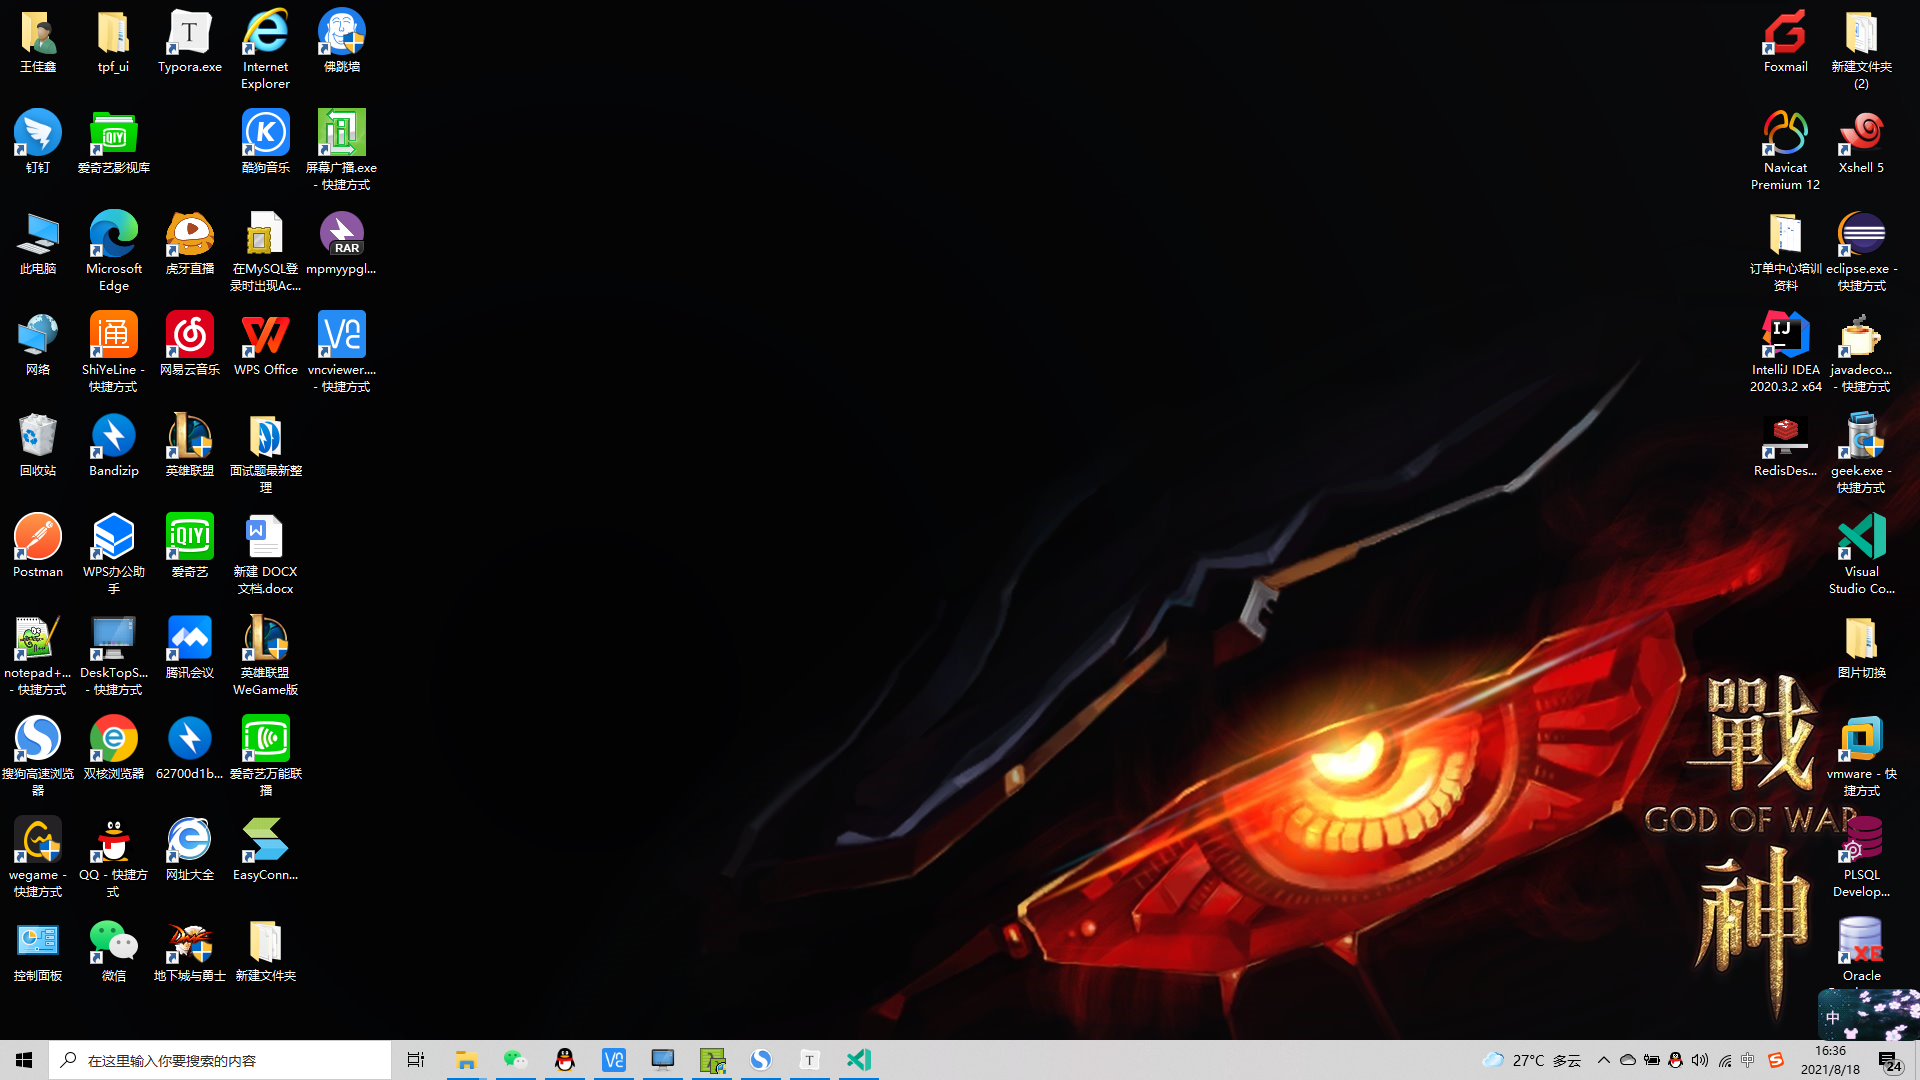 王佳鑫
tpf_ui
Typora.exe
Internet
Explorer
佛跳墙
钉钉
爱奇艺影视库
酷狗音乐
屏幕广播.exe
- 快捷方式
此电脑
Microsoft
Edge
虎牙直播
在MySQL登
录时出现Ac...
RAR
mpmyypgl...
网络
通
ShiYeLine -
快捷方式
网易云音乐
WPS Office
vncviewer....
- 快捷方式
回收站
Bandizip
英雄联盟
面试题最新整
理
Postman
WPS办公助
手
iQIYI
爱奇艺
新建 DOCX
文档.docx
notepad+...
- 快捷方式
DeskTopS...
- 快捷方式
腾讯会议
英雄联盟
WeGame版
搜狗高速浏览
器
双核浏览器
62700d1b...
爱奇艺万能联
播
wegame -
快捷方式
QQ - 快捷方
式
网址大全
EasyConn...
控制面板
微信
地下城与勇士
新建文件夹
Foxmail
新建文件夹
(2)
Navicat
Premium 12
Xshell 5
订单中心培训
资料
eclipse.exe -
快捷方式
IJ
IntelliJ IDEA
2020.3.2 x64
javadeco...
- 快捷方式
RedisDes...
geek.exe -
快捷方式
Visual
Studio Co...
图片切换
vmware - 快
捷方式
PLSQL
Develop...
XE
Oracle
戰
GOD OF WAR
神
中
在这里输入你要搜索的内容
27°C 多云
中
16:36
2021/8/18
24